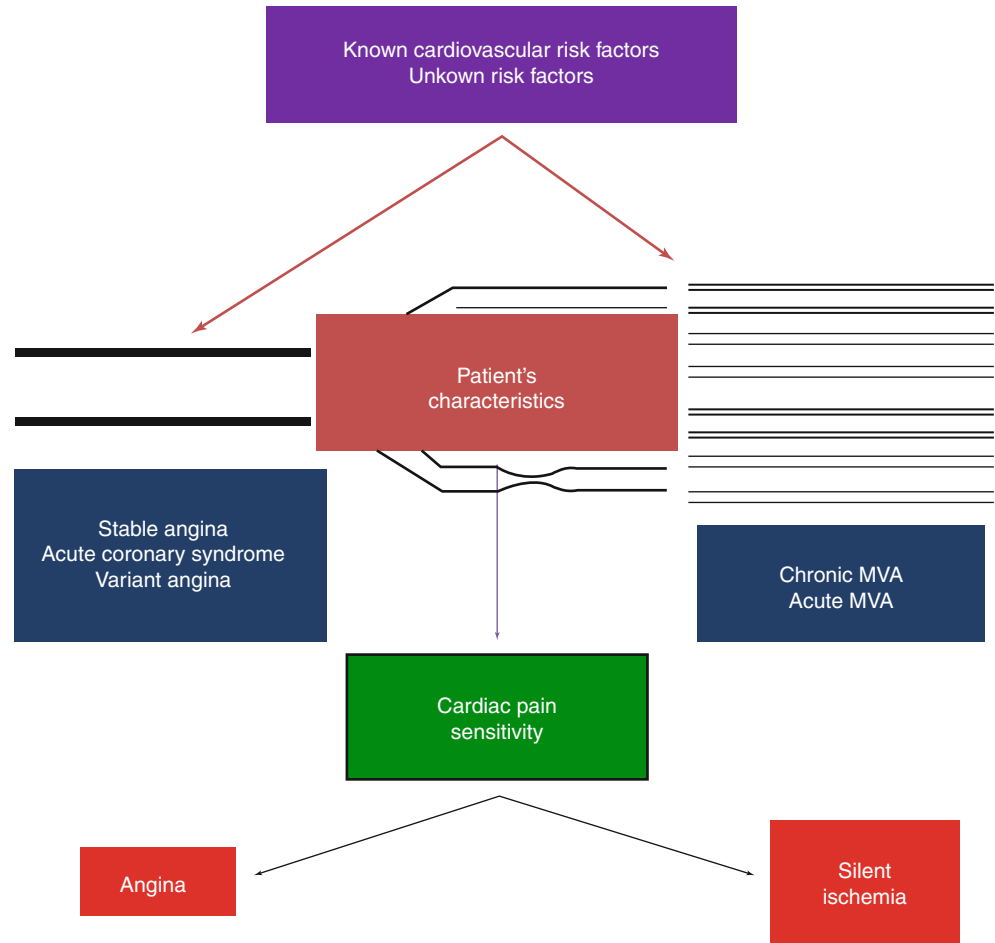 Known cardiovascular risk factors
Unkown risk factors
Patient's
characteristics
Stable angina
Acute coronary syndrome
Variant angina
Chronic MVA
Acute MVA
Cardiac pain
sensitivity
Angina
Silent
ischemia